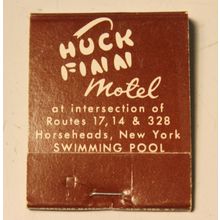 HUCK
FINN
Motel
at intersection of
Routes 17,14 & 328
Horseheads, New York
SWIMMING POOL